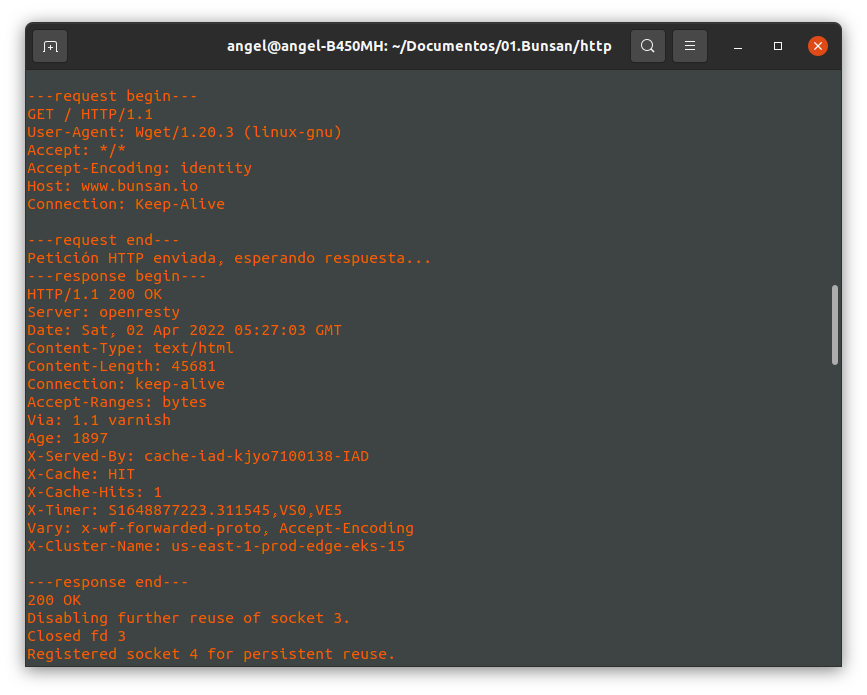 angel@angel-B450MH: ~/Documentos/01.Bunsan/http
---request begin---
GET / HTTP/1.1
User-Agent: Wget/1.20.3 (linux-gnu)
Accept: */*
Accept-Encoding: identity
Host: www.bunsan.io
Connection: Keep-Alive
---request end---
Petición HTTP enviada, esperando respuesta...
---response begin---
HTTP/1.1 200 OK
Server: openresty
Date: Sat, 02 Apr 2022 05:27:03 GMT
Content-Type: text/html
Content-Length: 45681
Connection: keep-alive
Accept-Ranges: bytes
Via: 1.1 varnish
Age: 1897
X-Served-By: cache-iad-kjyo7100138-IAD
X-Cache: HIT
X-Cache-Hits: 1
X-Timer: S1648877223.311545,VS0,VE5
Vary: x-wf-forwarded-proto, Accept-Encoding
X-Cluster-Name: us-east-1-prod-edge-eks-15
---response end---
200 OK
Disabling further reuse of socket 3.
Closed fd 3
Registered socket 4 for persistent reuse.